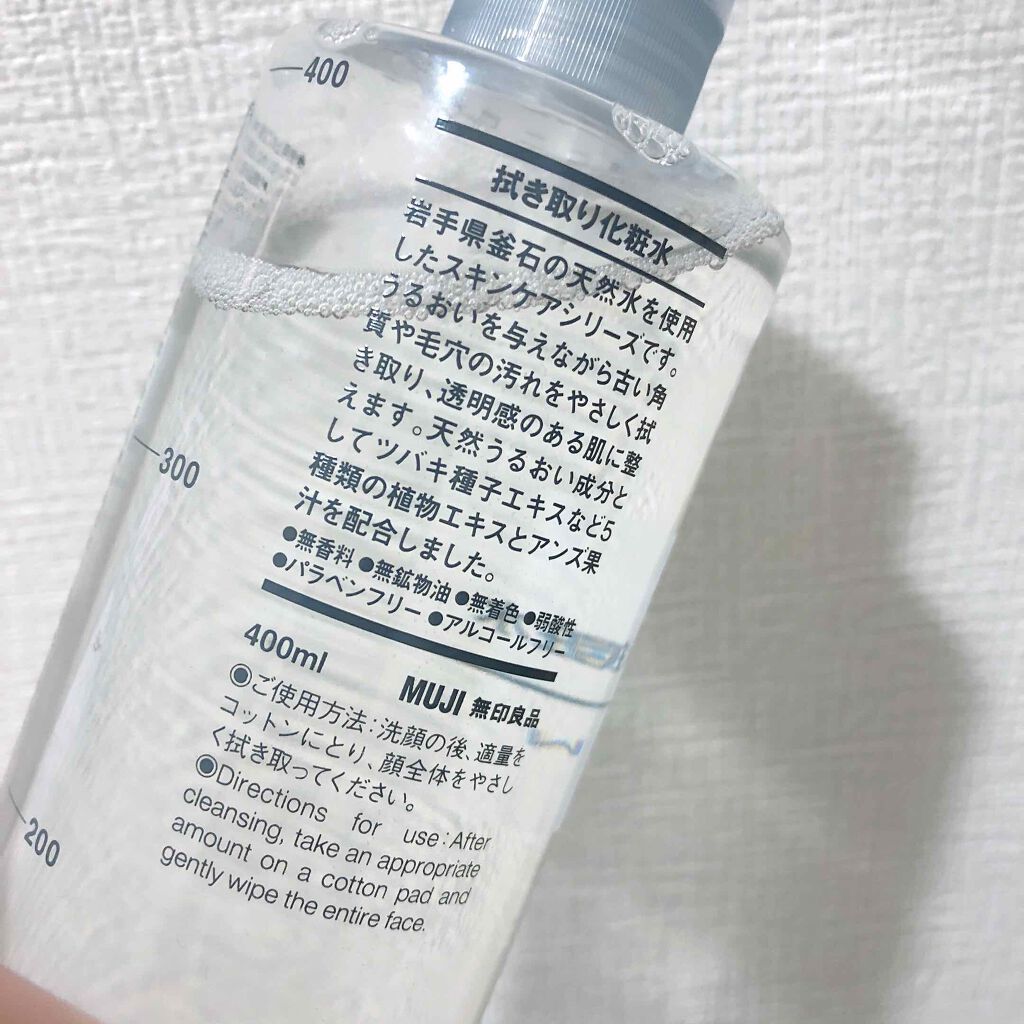 400
拭き取り化粧水
岩手県釜石の天然水を使用
したスキンケアシリーズです。
うるおいを与えながら古い角
質や毛穴の汚れをやさしく拭
き取り、透明感のある肌に整
えます。天然うるおい成分と
してツバキ種子エキスなど5
種類の植物エキスとアンズ果
汁を配合しました。
●無香料 ●無鉱物油 ●無着色 ●弱酸性
●パラベンフリー ●アルコールフリー
300
400ml
MUJI 無印良品
◉ご使用方法:洗顔の後、適量を
コットンにとり、顔全体をやさし
く拭き取ってください。
◉Directions for use:After
cleansing, take an appropriate
amount on a cotton pad and
gently wipe the entire face.
200